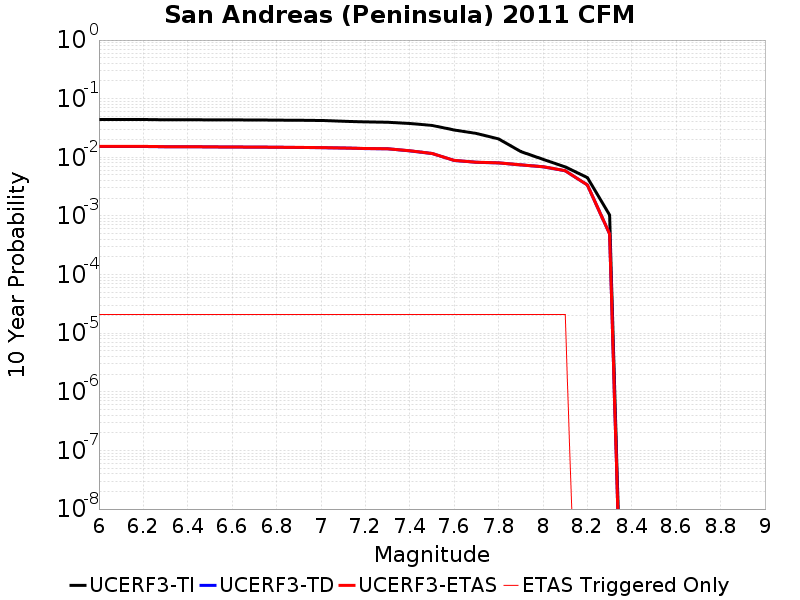 San Andreas (Peninsula) 2011 CFM
10 Year Probability
10^0
10^-1
10^-2
10^-3
10^-4
10^-5
10^-6
10^-7
10^-8
6 6.2 6.4 6.6 6.8 7 7.2 7.4 7.6 7.8 8 8.2 8.4 8.6 8.8 9
Magnitude
UCERF3-TI UCERF3-TD UCERF3-ETAS ETAS Triggered Only